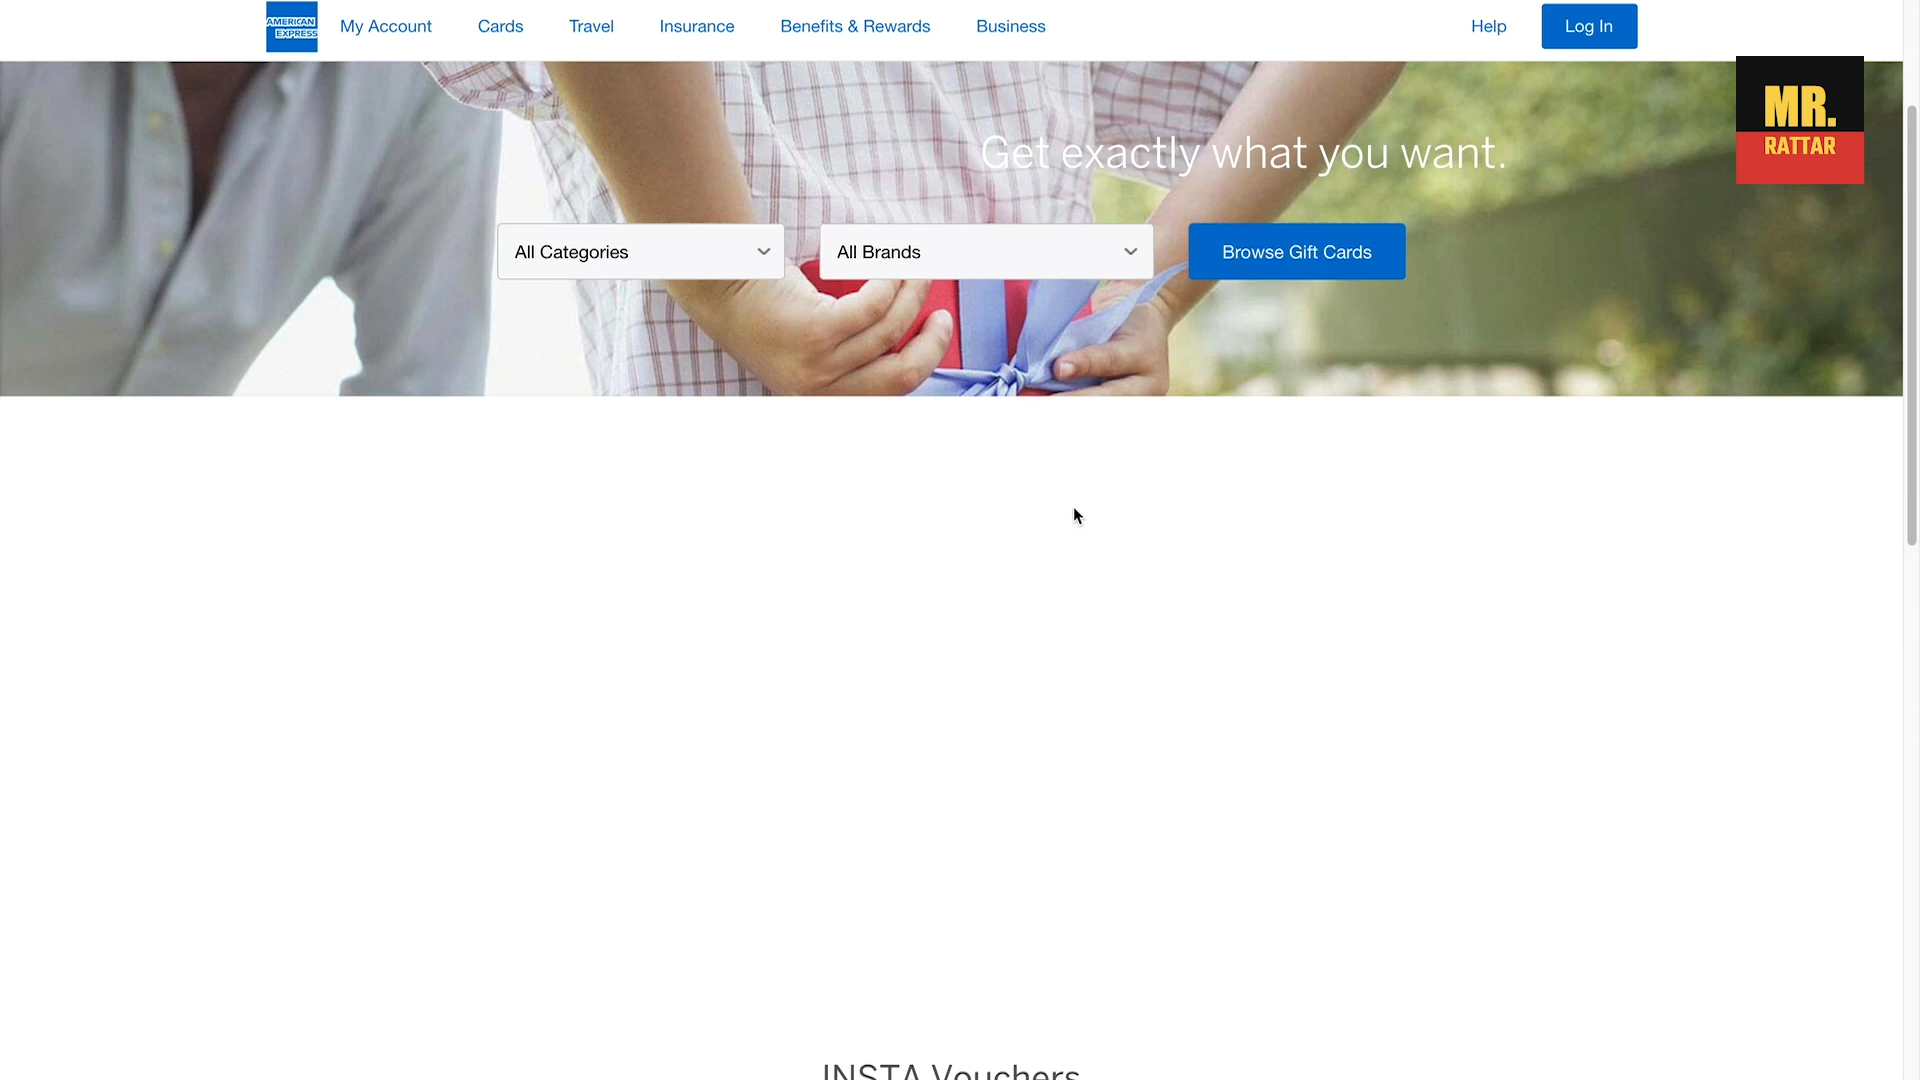 AMERICAN
EXPRESS
My Account
Cards
Travel
Insurance
Benefits & Rewards
Business
Help
Log In
MR.
RATTAR
Get exactly what you want.
All Categories
All Brands
Browse Gift Cards
INSTA Vouchers